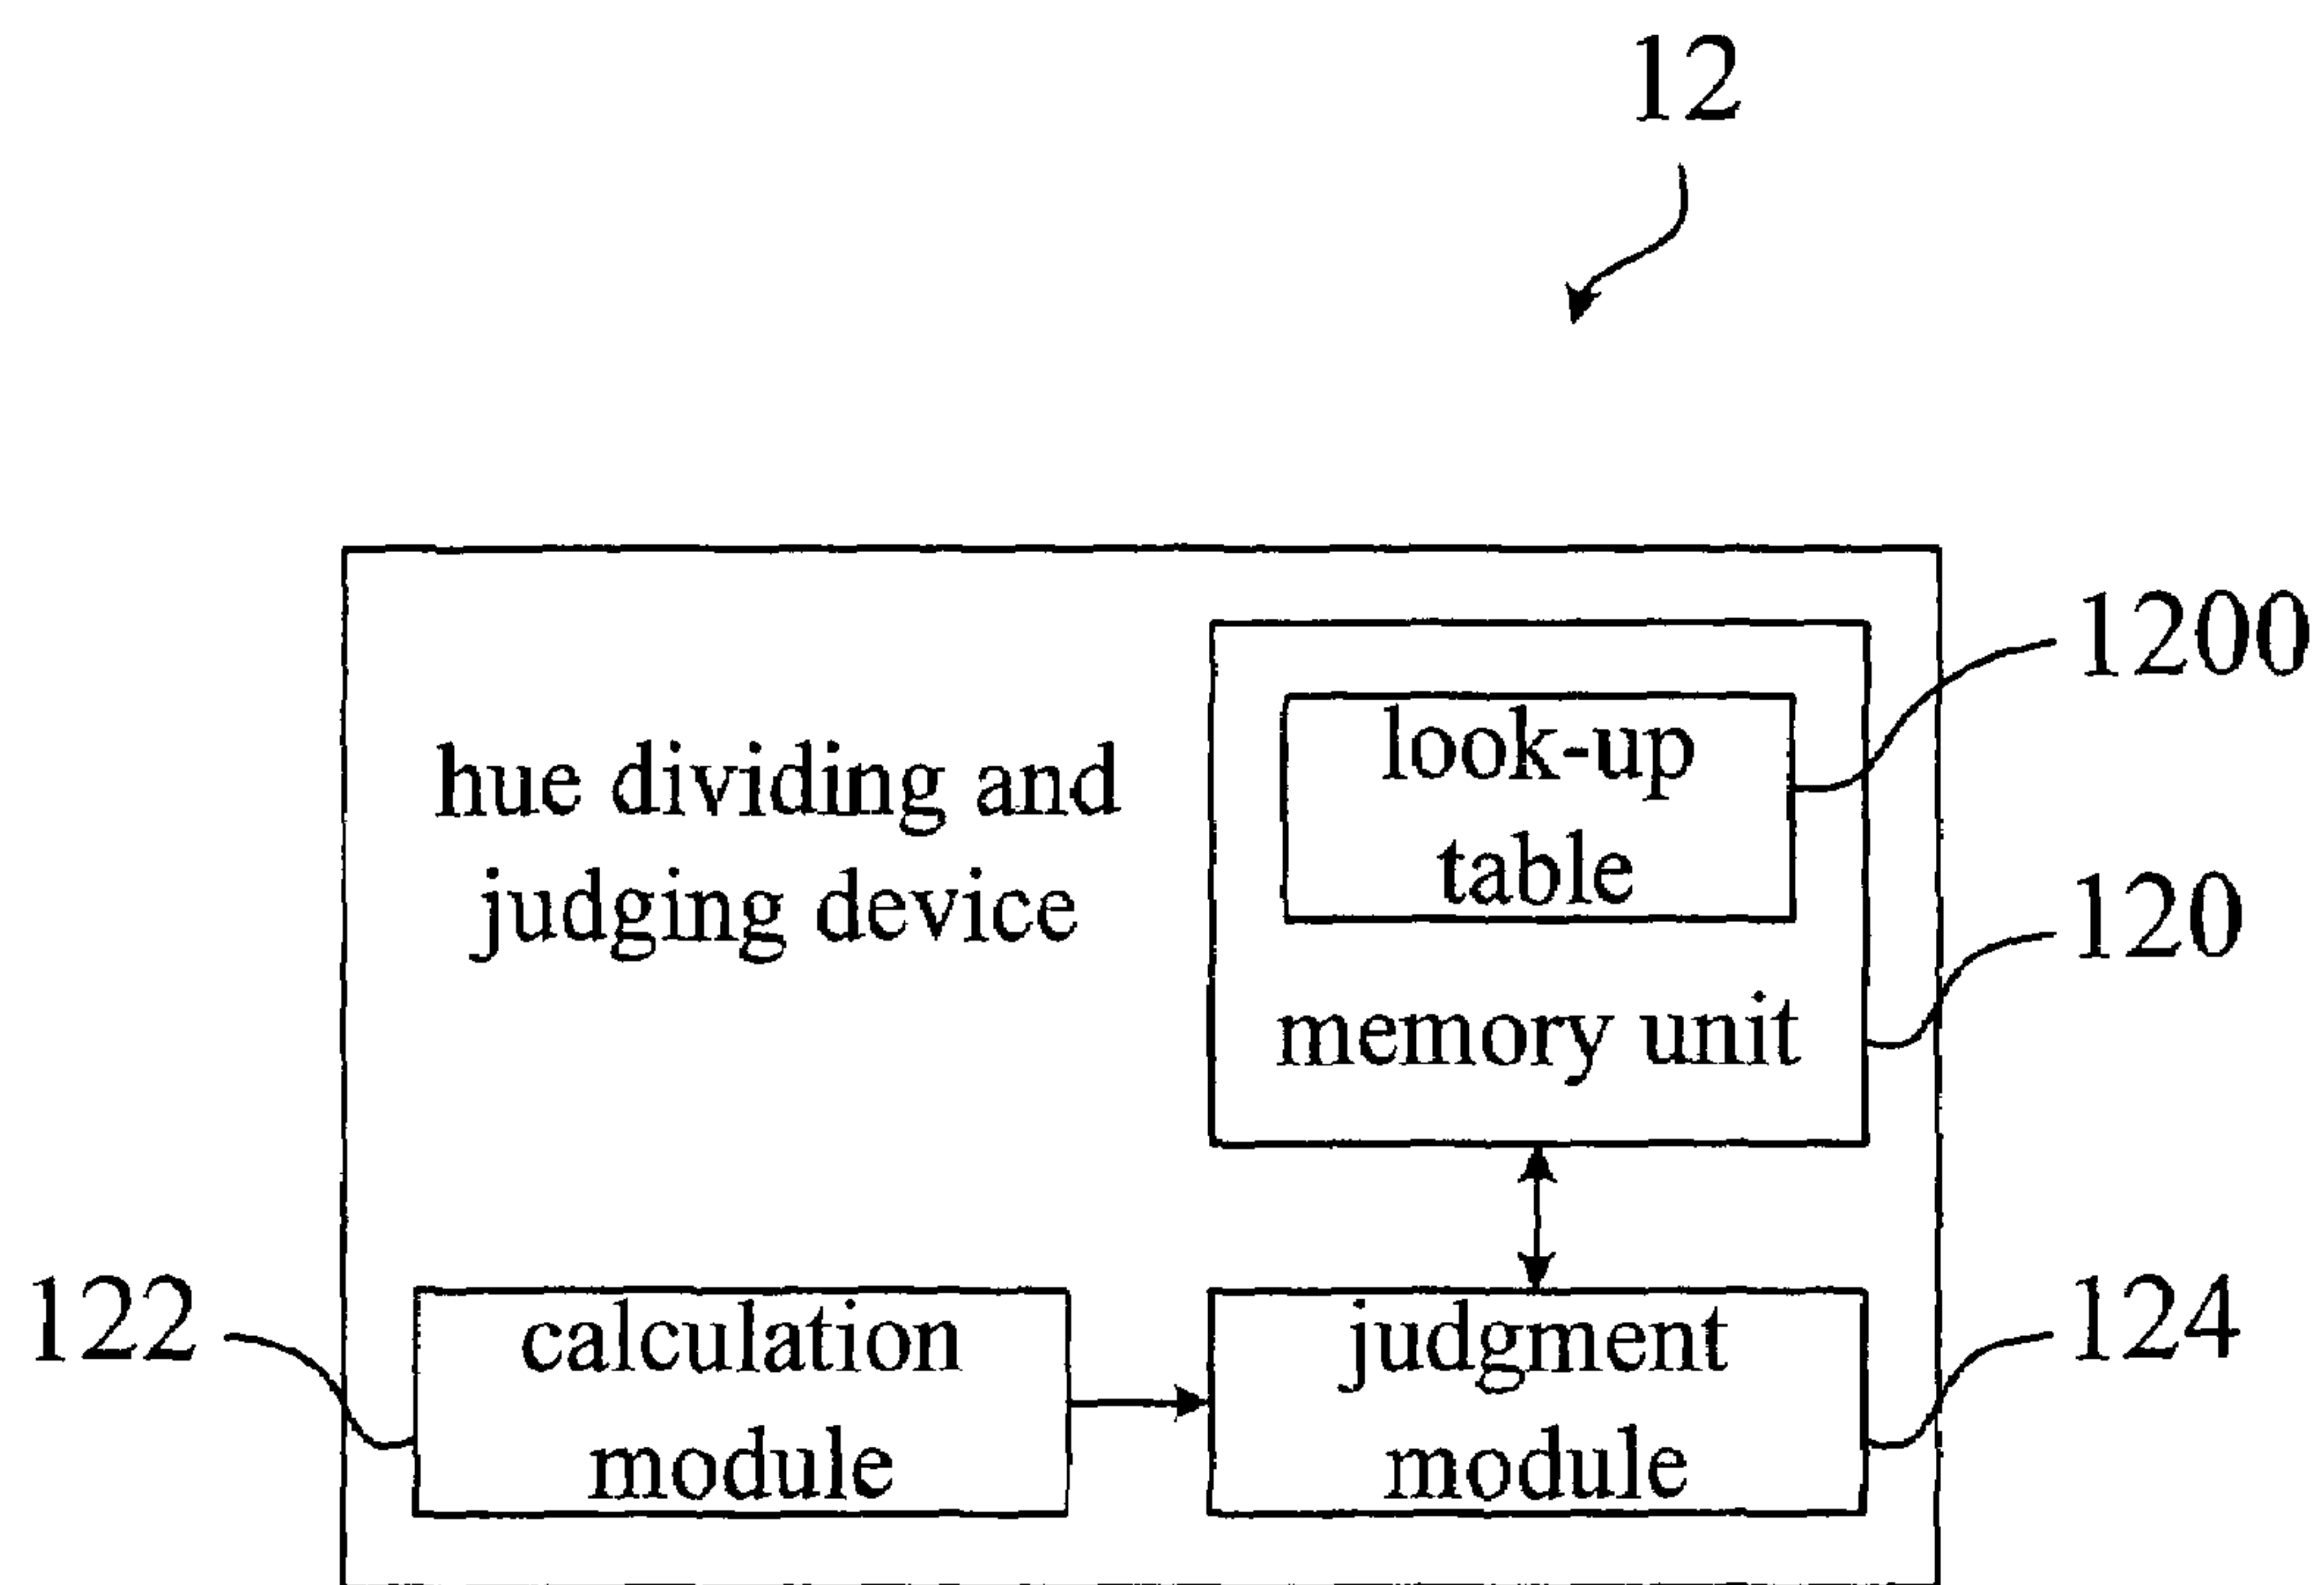 12
1200
look-up
table
hue dividing and
judging device
120
memory unit
122
calculation
module
judgment
module
124